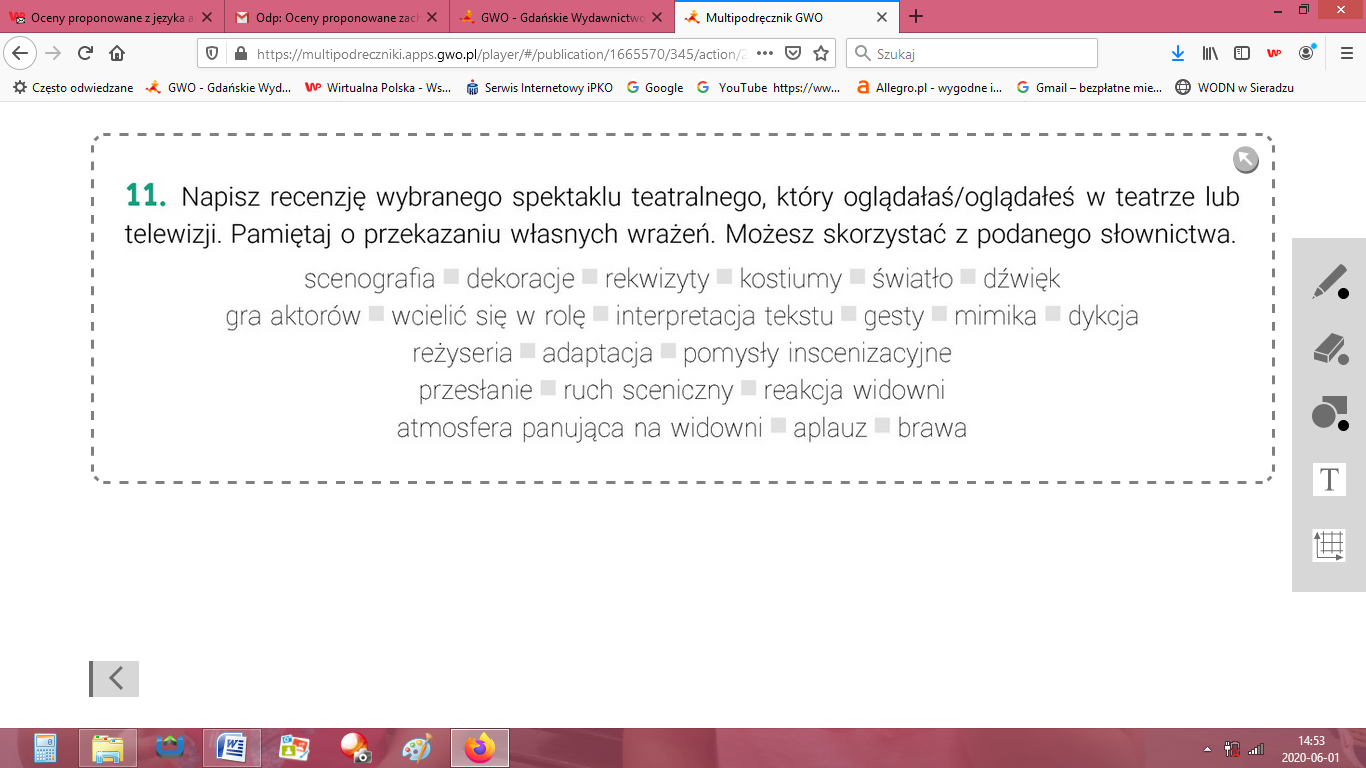 Oceny proponowane z języka a
Odp: Oceny proponowane zach
GWO - Gdańskie Wydawnictwo
Multipodręcznik GWO
https://multipodreczniki.apps.gwo.pl/player/#/publication/1665570/345/action/2
Szukaj
Często odwiedzane
GWO - Gdańskie Wyd...
Wirtualna Polska - Ws...
Serwis Internetowy iPKO
Google
YouTube https://ww...
Allegro.pl - wygodne i...
Gmail – bezpłatne mie...
WODN w Sieradzu
11. Napisz recenzję wybranego spektaklu teatralnego, który oglądałaś/oglądałeś w teatrze lub
telewizji. Pamiętaj o przekazaniu własnych wrażeń. Możesz skorzystać z podanego słownictwa.
scenografia ■ dekoracje ■ rekwizyty ■ kostiumy ■ światło ■ dźwięk
gra aktorów ■ wcielić się w rolę ■ interpretacja tekstu ■ gesty ■ mimika ■ dykcja
reżyseria ■ adaptacja ■ pomysły inscenizacyjne
przesłanie ■ ruch sceniczny ■ reakcja widowni
atmosfera panująca na widowni ■ aplauz ■ brawa
T
14:53
2020-06-01